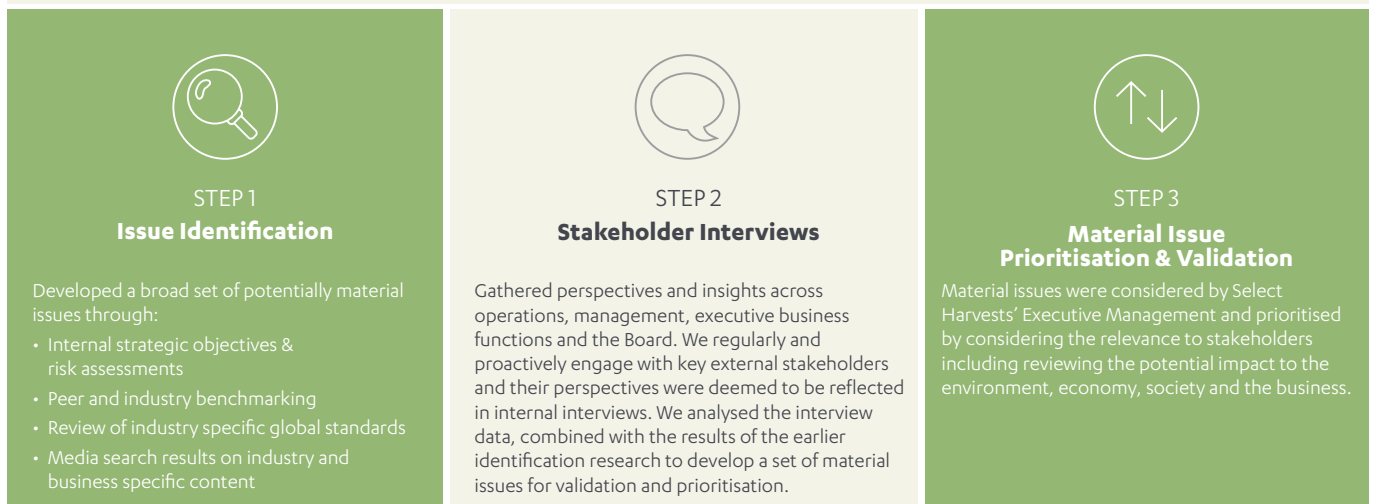 STEP 1
Issue Identification
Developed a broad set of potentially material
issues through:
• Internal strategic objectives &
risk assessments
• Peer and industry benchmarking
• Review of industry specific global standards
• Media search results on industry and
business specific content
STEP 2
Stakeholder Interviews
Gathered perspectives and insights across
operations, management, executive business
functions and the Board. We regularly and
proactively engage with key external stakeholders
and their perspectives were deemed to be reflected
in internal interviews. We analysed the interview
data, combined with the results of the earlier
identification research to develop a set of material
issues for validation and prioritisation.
STEP 3
Material Issue
Prioritisation & Validation
Material issues were considered by Select
Harvests’ Executive Management and prioritised
by considering the relevance to stakeholders
including reviewing the potential impact to the
environment, economy, society and the business.